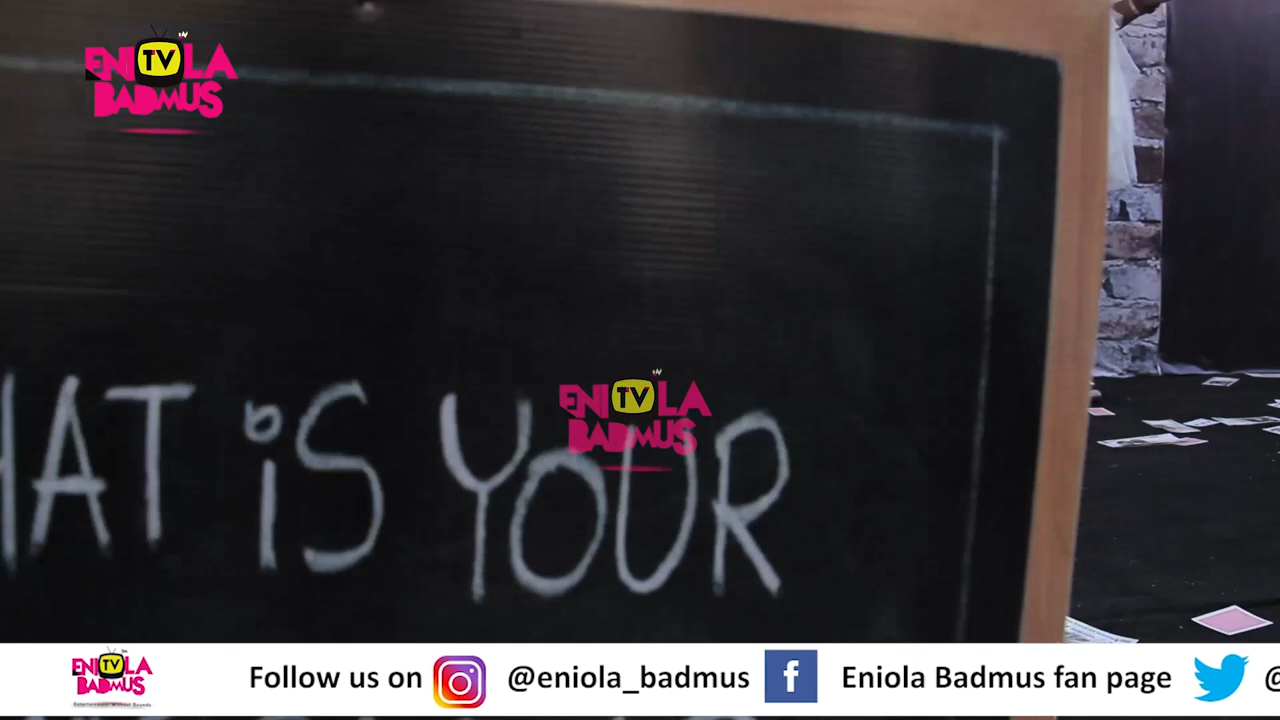 ENIOLA TV
BADMUS
HAT iS YOUR
ENIOLA TV
BADMUS
ENIOLA TV
BADMUS
Follow us on @eniola_badmus Eniola Badmus fan page @